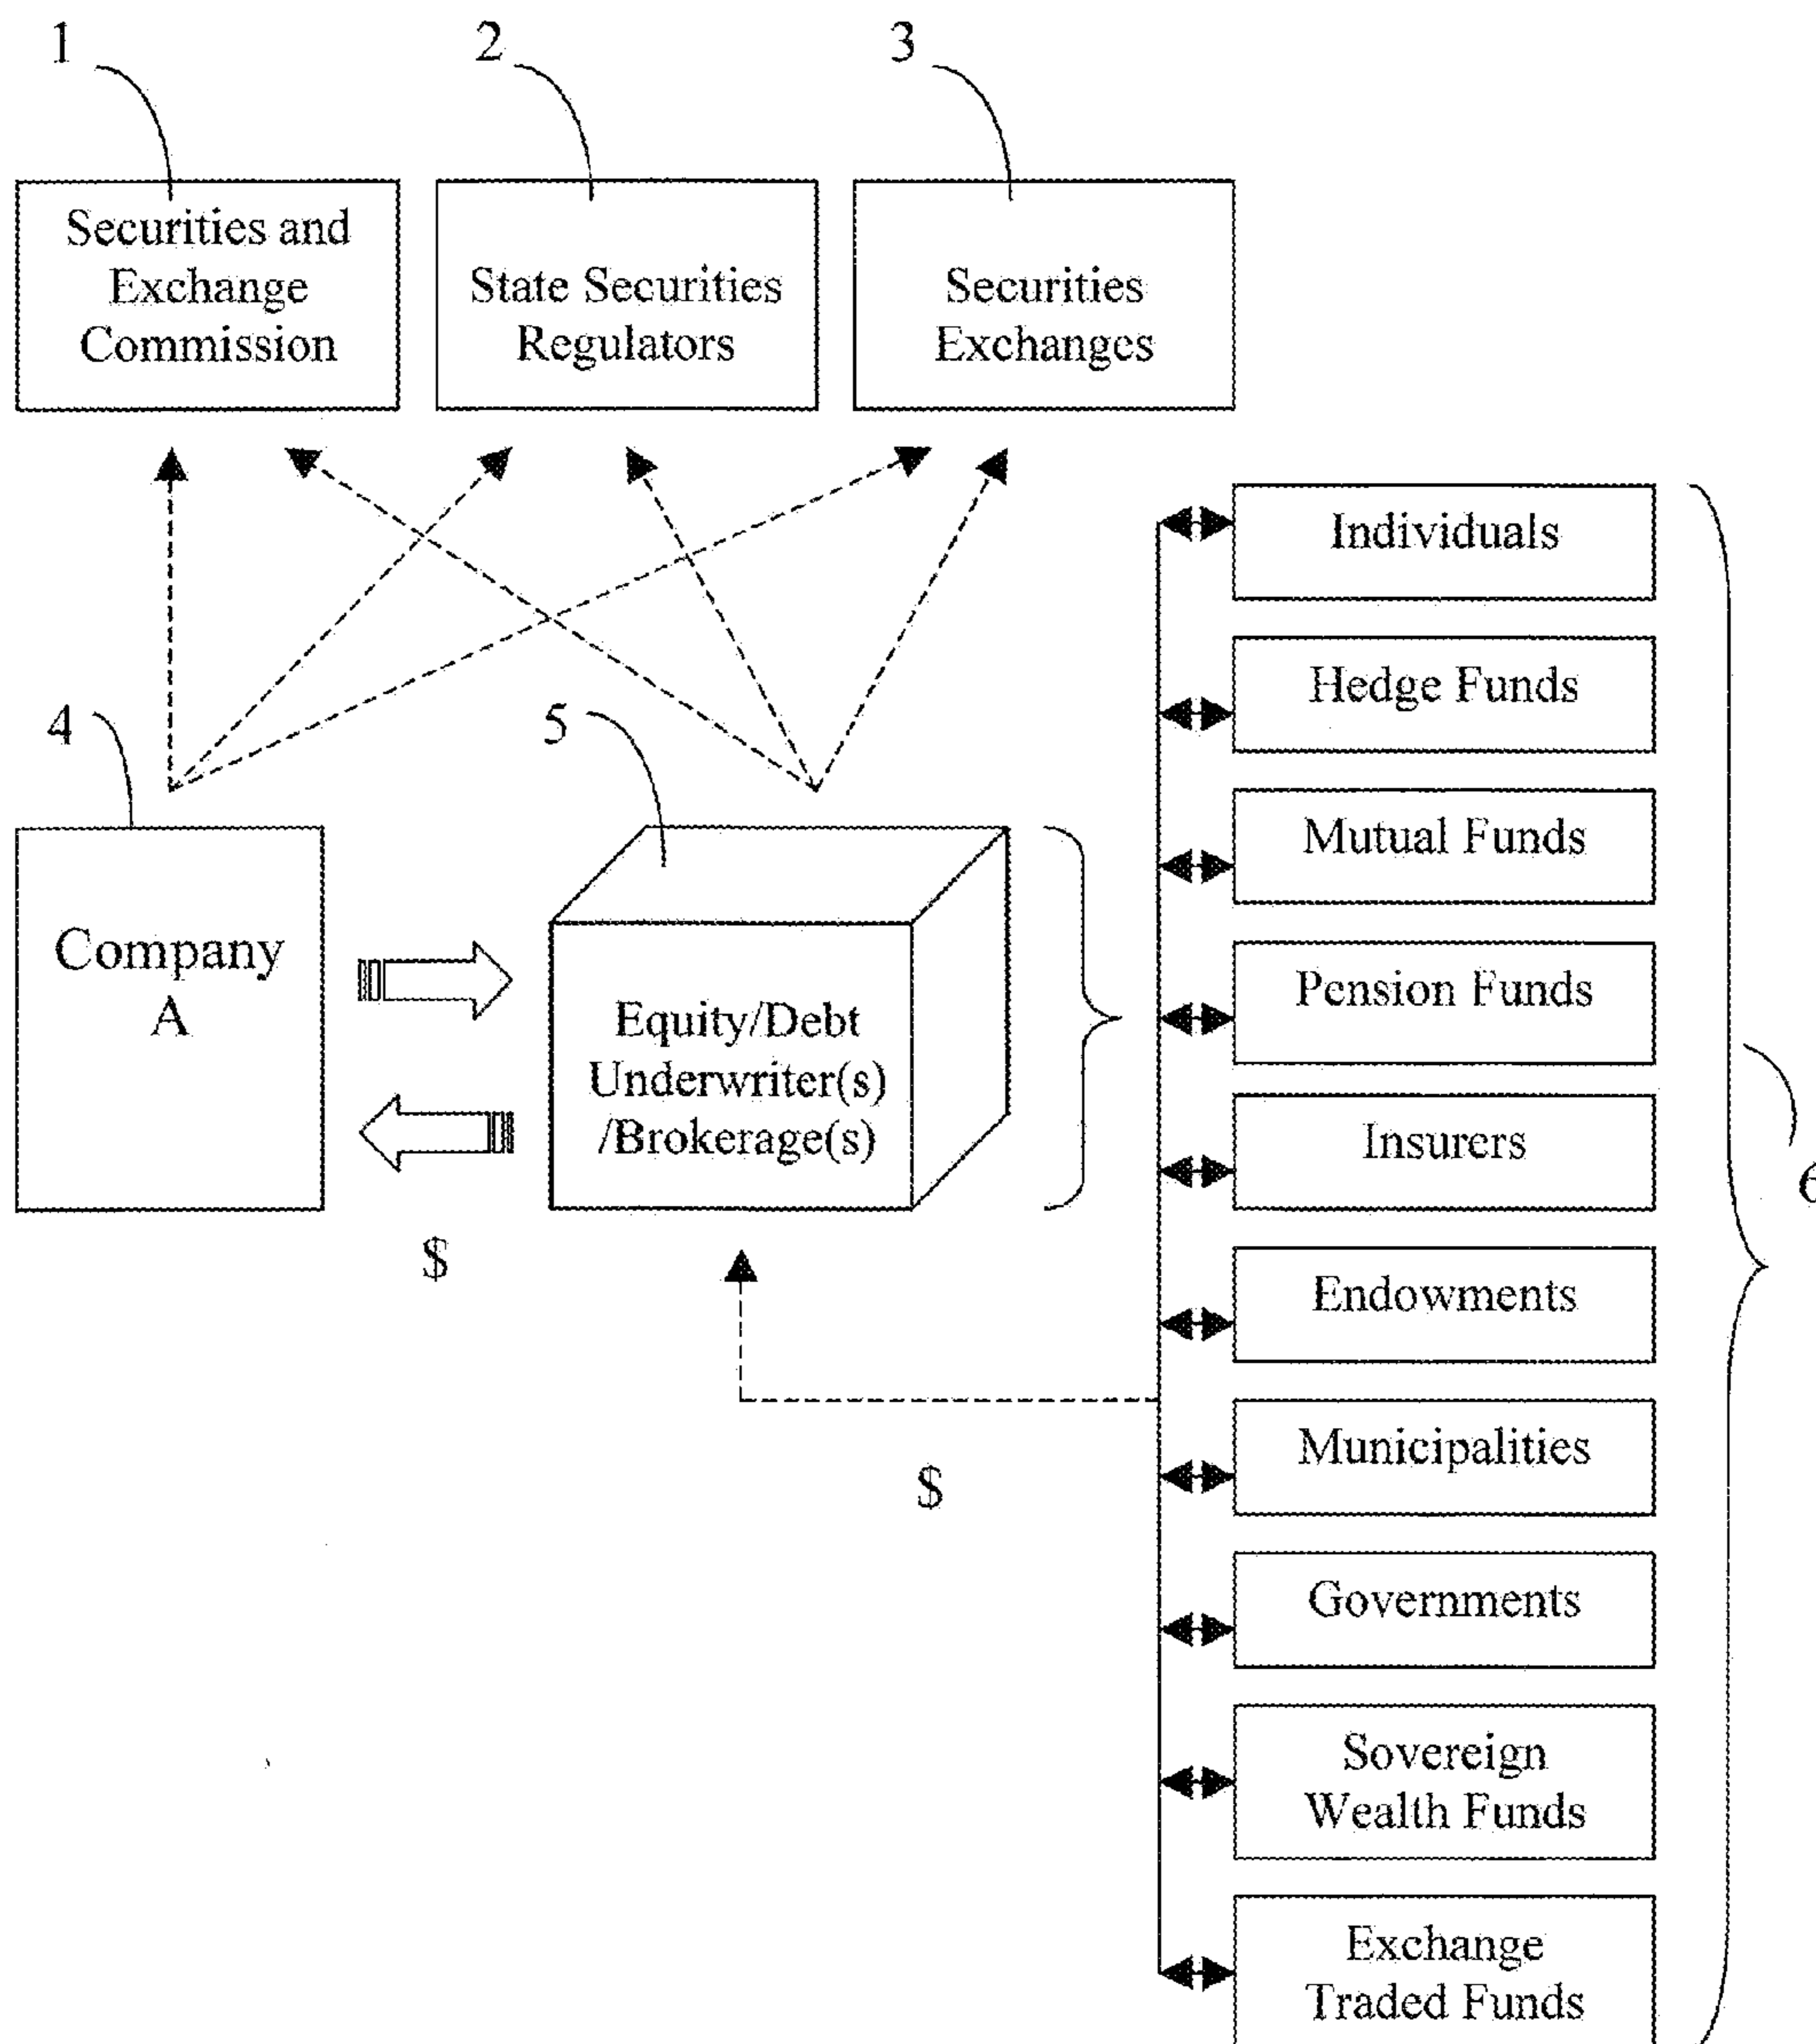 1
2
3
Securities and
Exchange
Commission
State Securities
Regulators
Securities
Exchanges
Individuals
Hedge Funds
4
5
Mutual Funds
Company
A
Equity/Debt
Underwriter(s)
/Brokerage(s)
Pension Funds
Insurers
6
$
Endowments
Municipalities
$
Governments
Sovereign
Wealth Funds
Exchange
Traded Funds